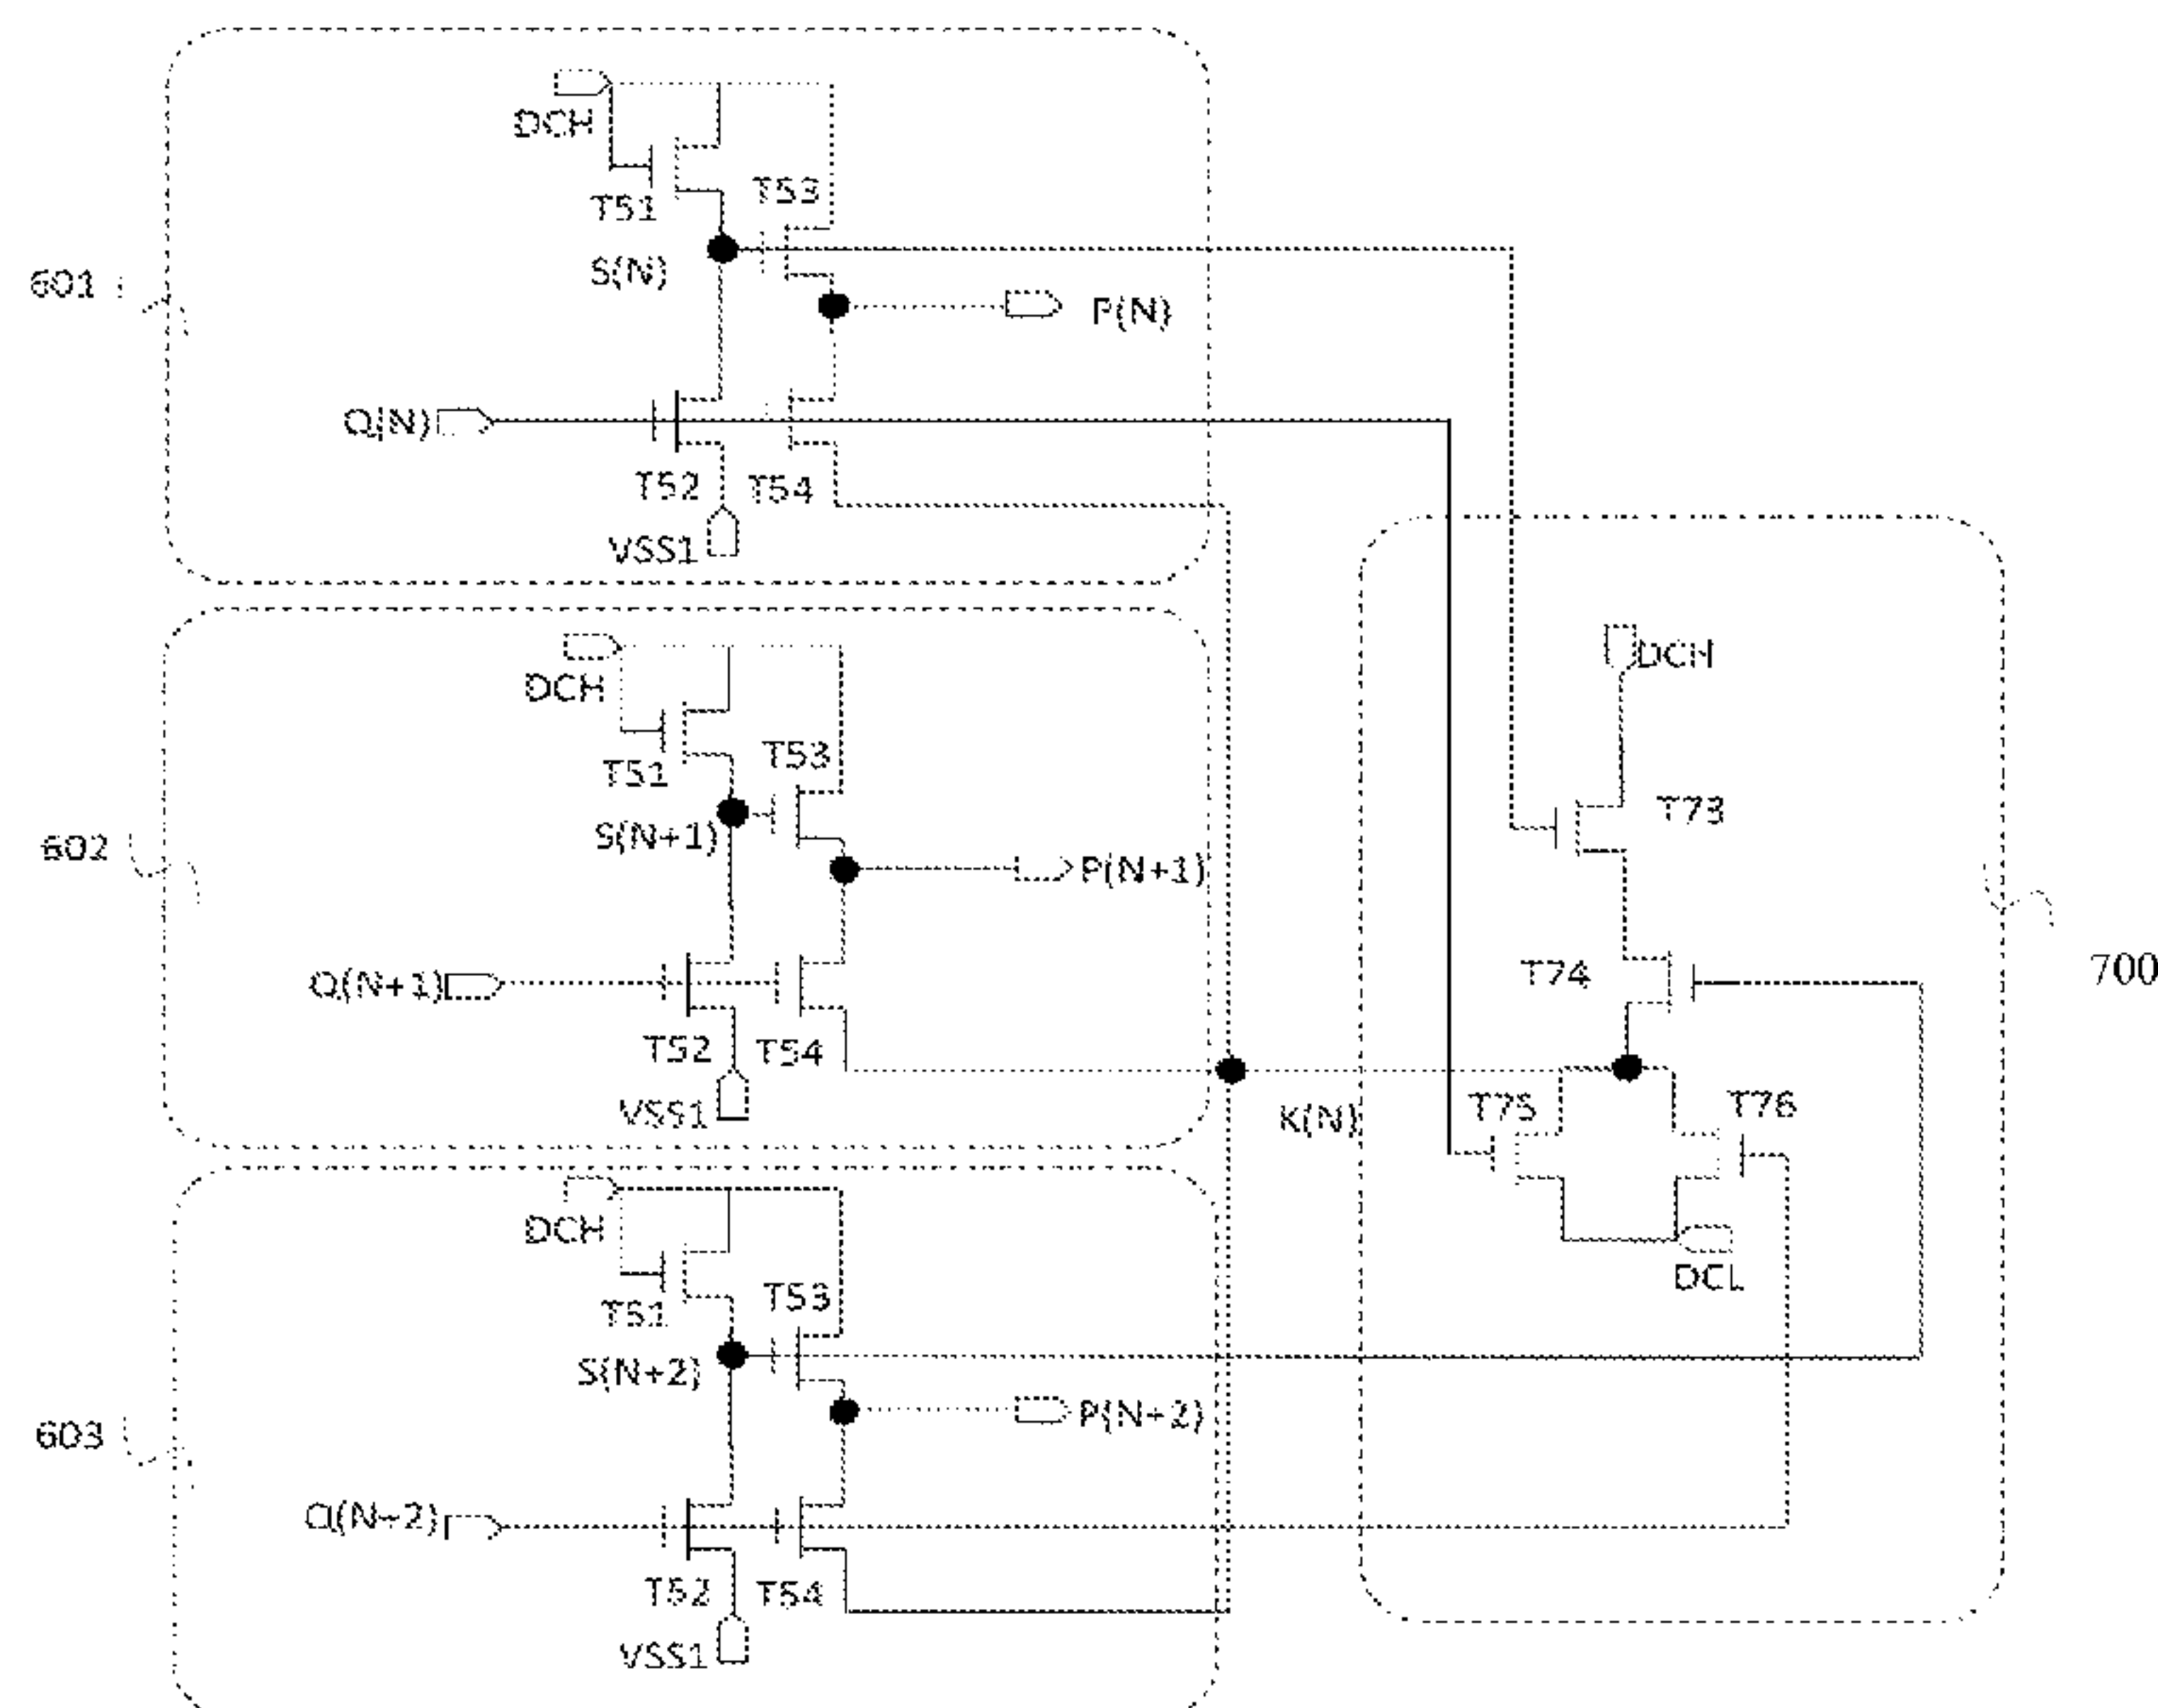 DCH
T53
T51
S(N)
601
P(N)
Q(N)
T52 T54
VSS1
DCH
DCH
T53
T51
T73
S(N+1)
602
P(N+1)
T74
700
Q(N+1)
T52 T54
VSS1
K(N)
T75
T76
DCH
DCL
T53
T51
S(N+2)
P(N+2)
603
Q(N+2)
T52 T54
VSS1